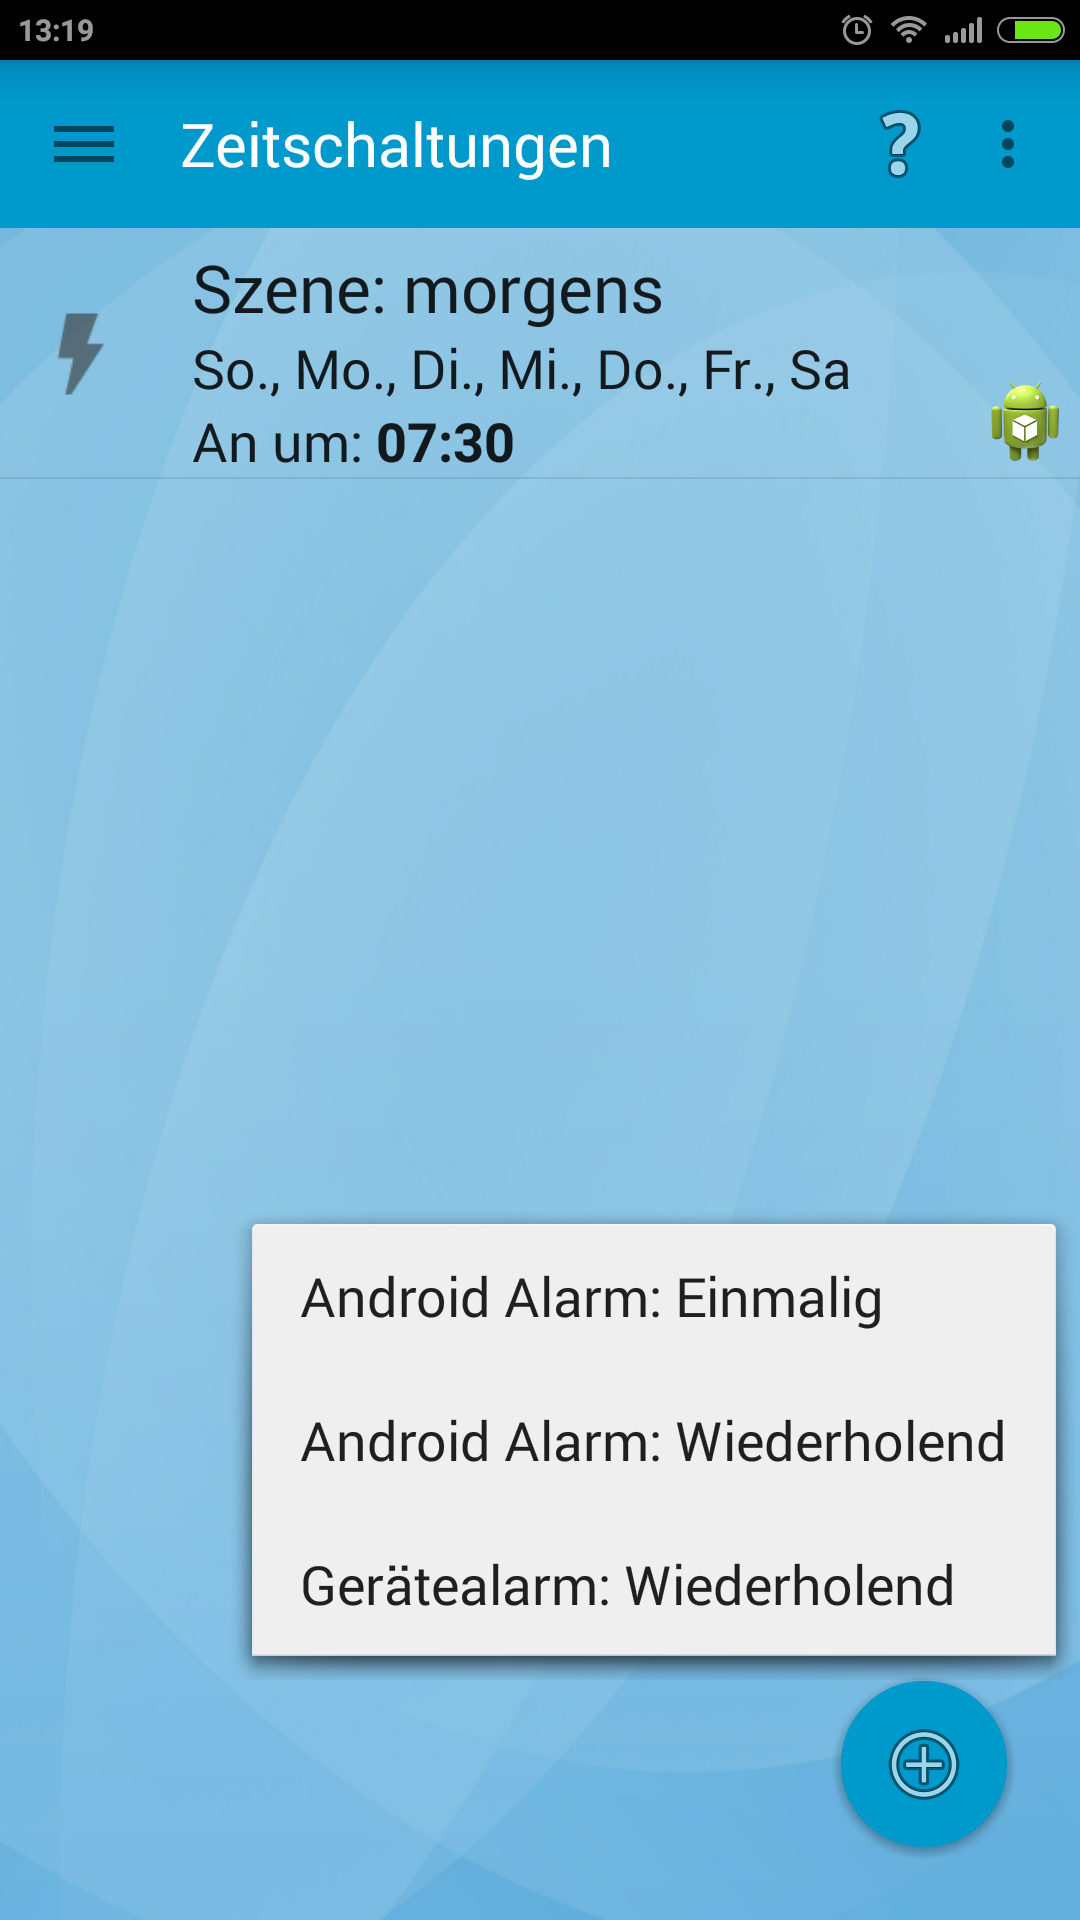 13:19
Zeitschaltungen
Szene: morgens
So., Mo., Di., Mi., Do., Fr., Sa
An um: 07:30
Android Alarm: Einmalig
Android Alarm: Wiederholend
Gerätealarm: Wiederholend